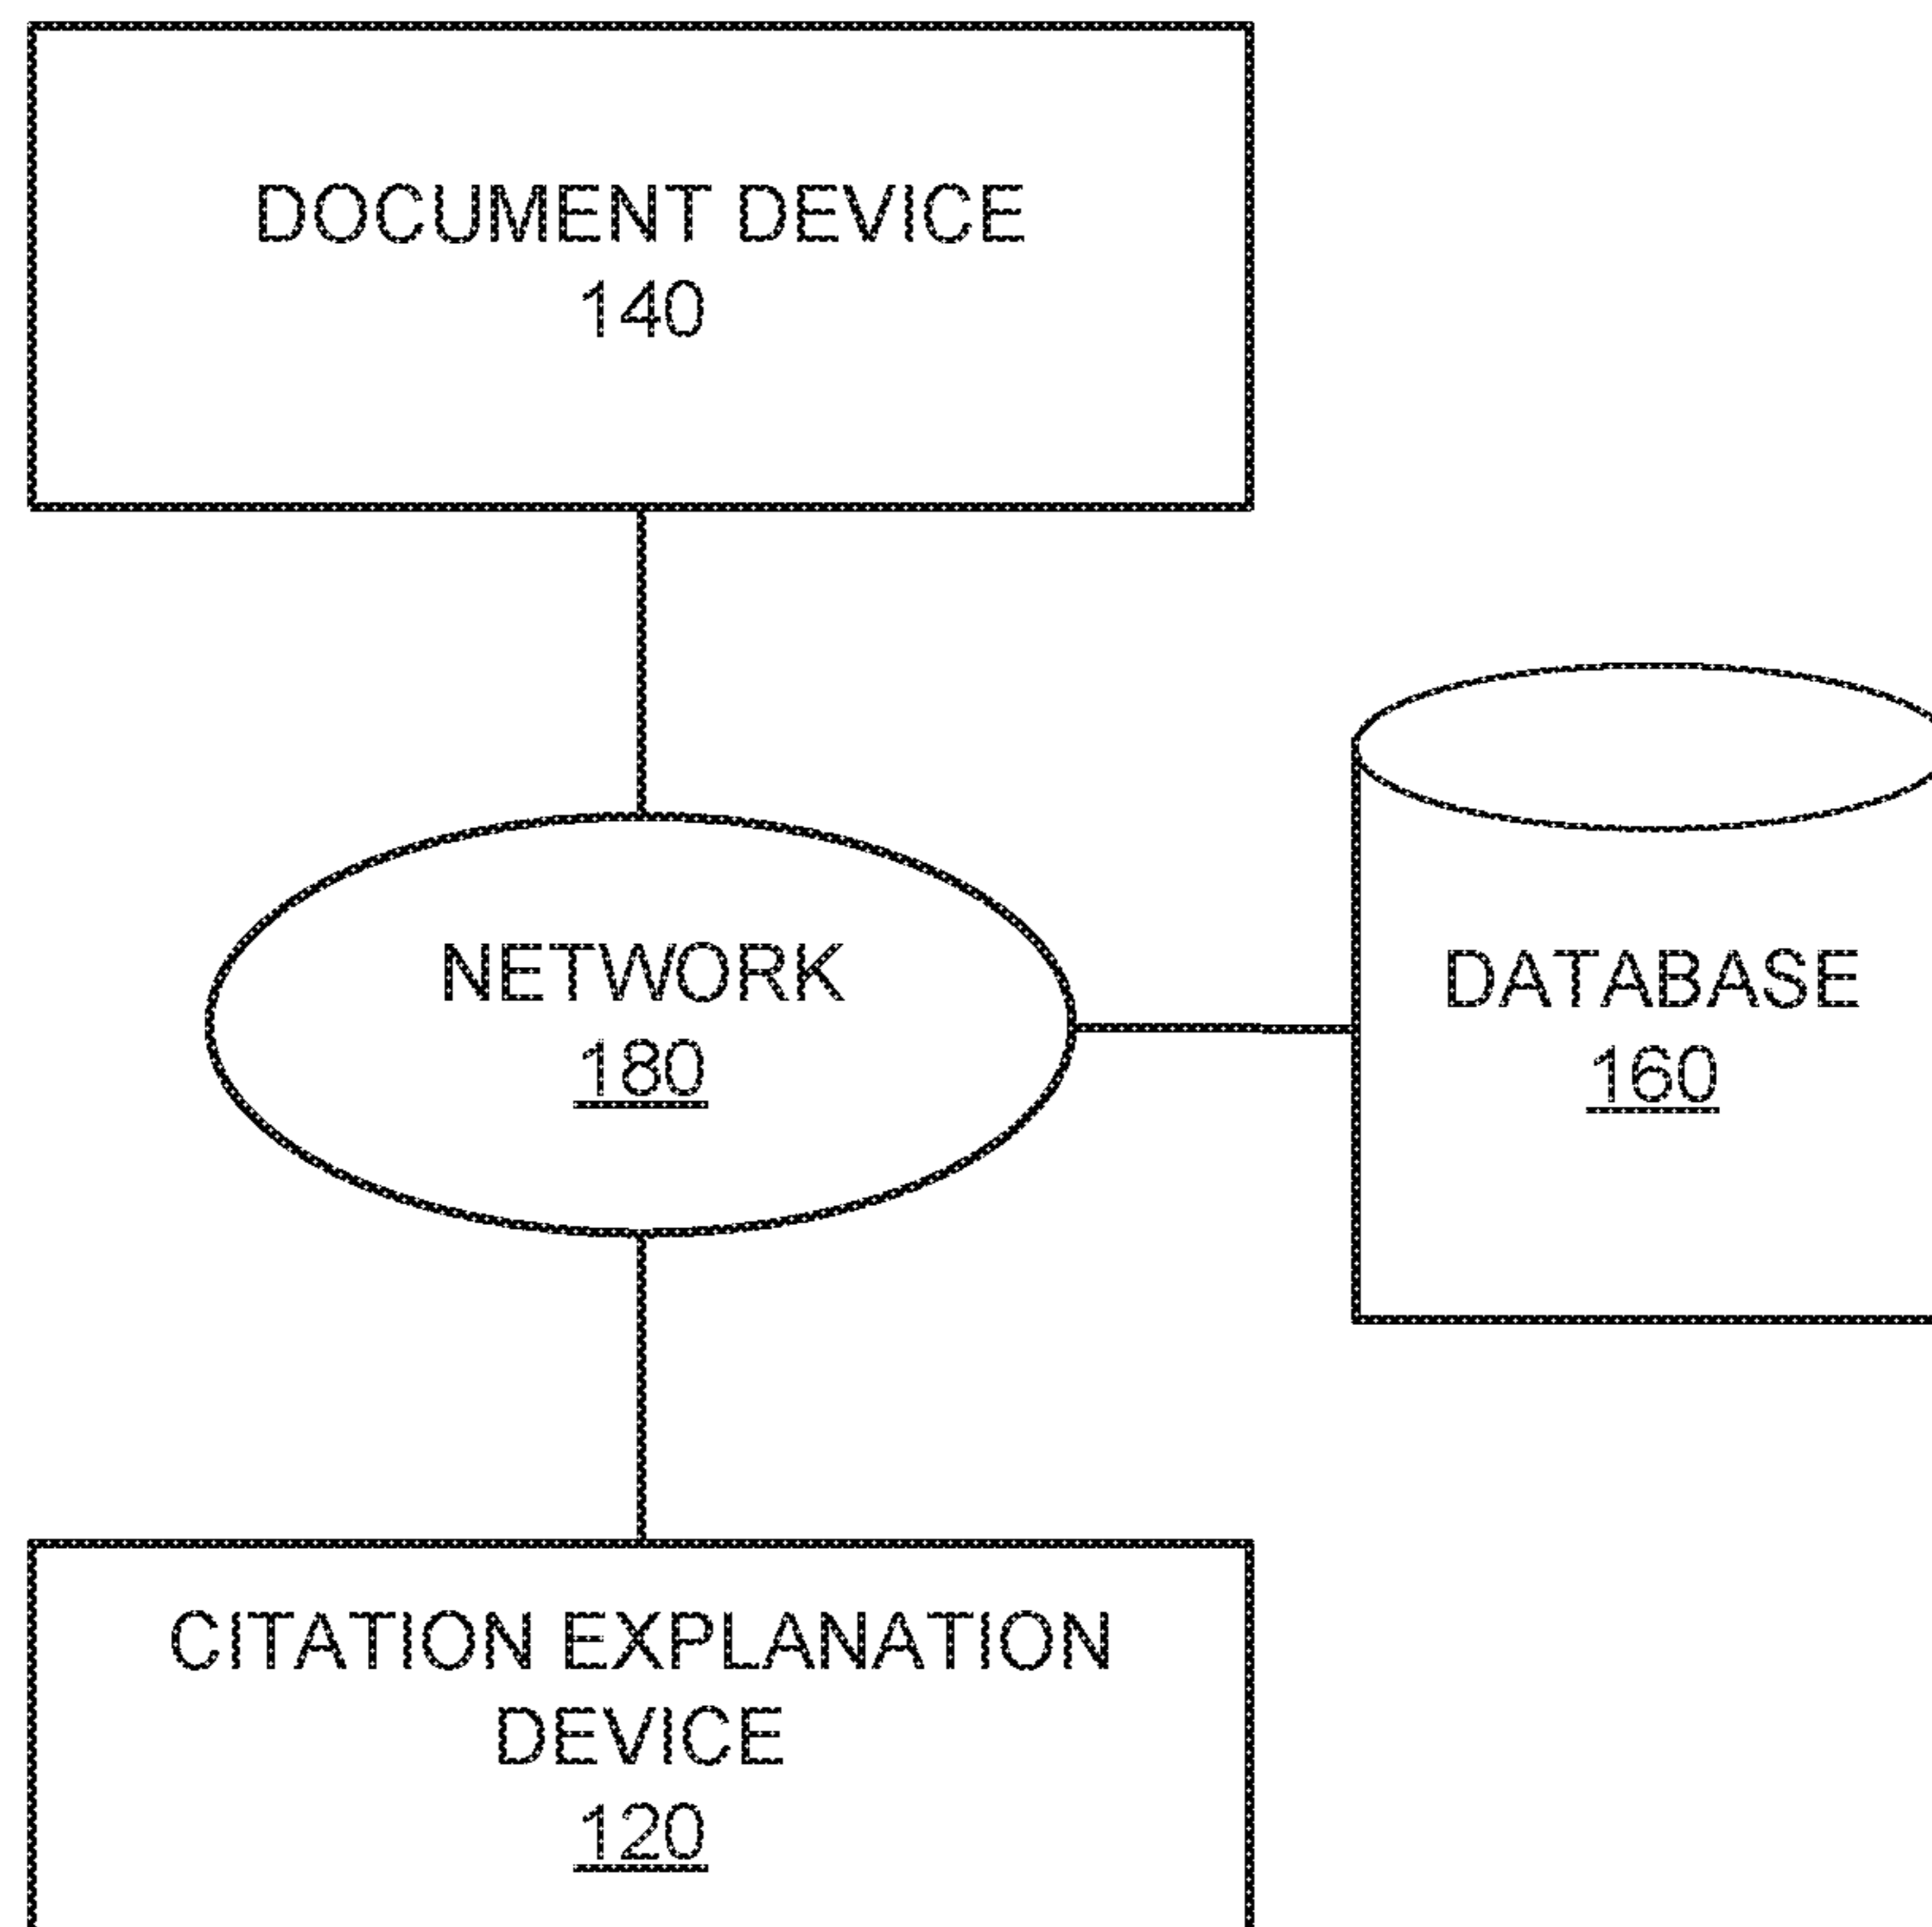 DOCUMENT DEVICE
140
NETWORK
180
DATABASE
160
CITATION EXPLANATION
DEVICE
120